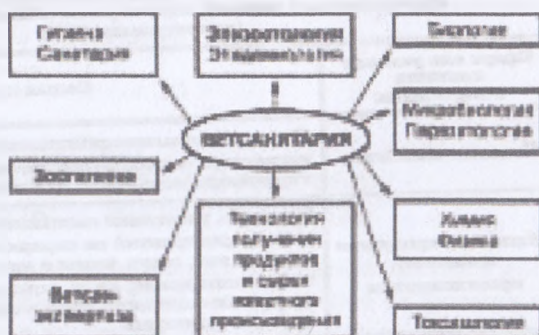 Гигиена
Санитария
Эпизоотология
Эпидемиология
Биология
Микробиология
Паразитология
ВЕТСАНИТАРИЯ
Зоогигиена
Технология
получения
продуктов
и сырья
животного
происхождения
Химия
Физика
Ветсан-
экспертиза
Токсикология